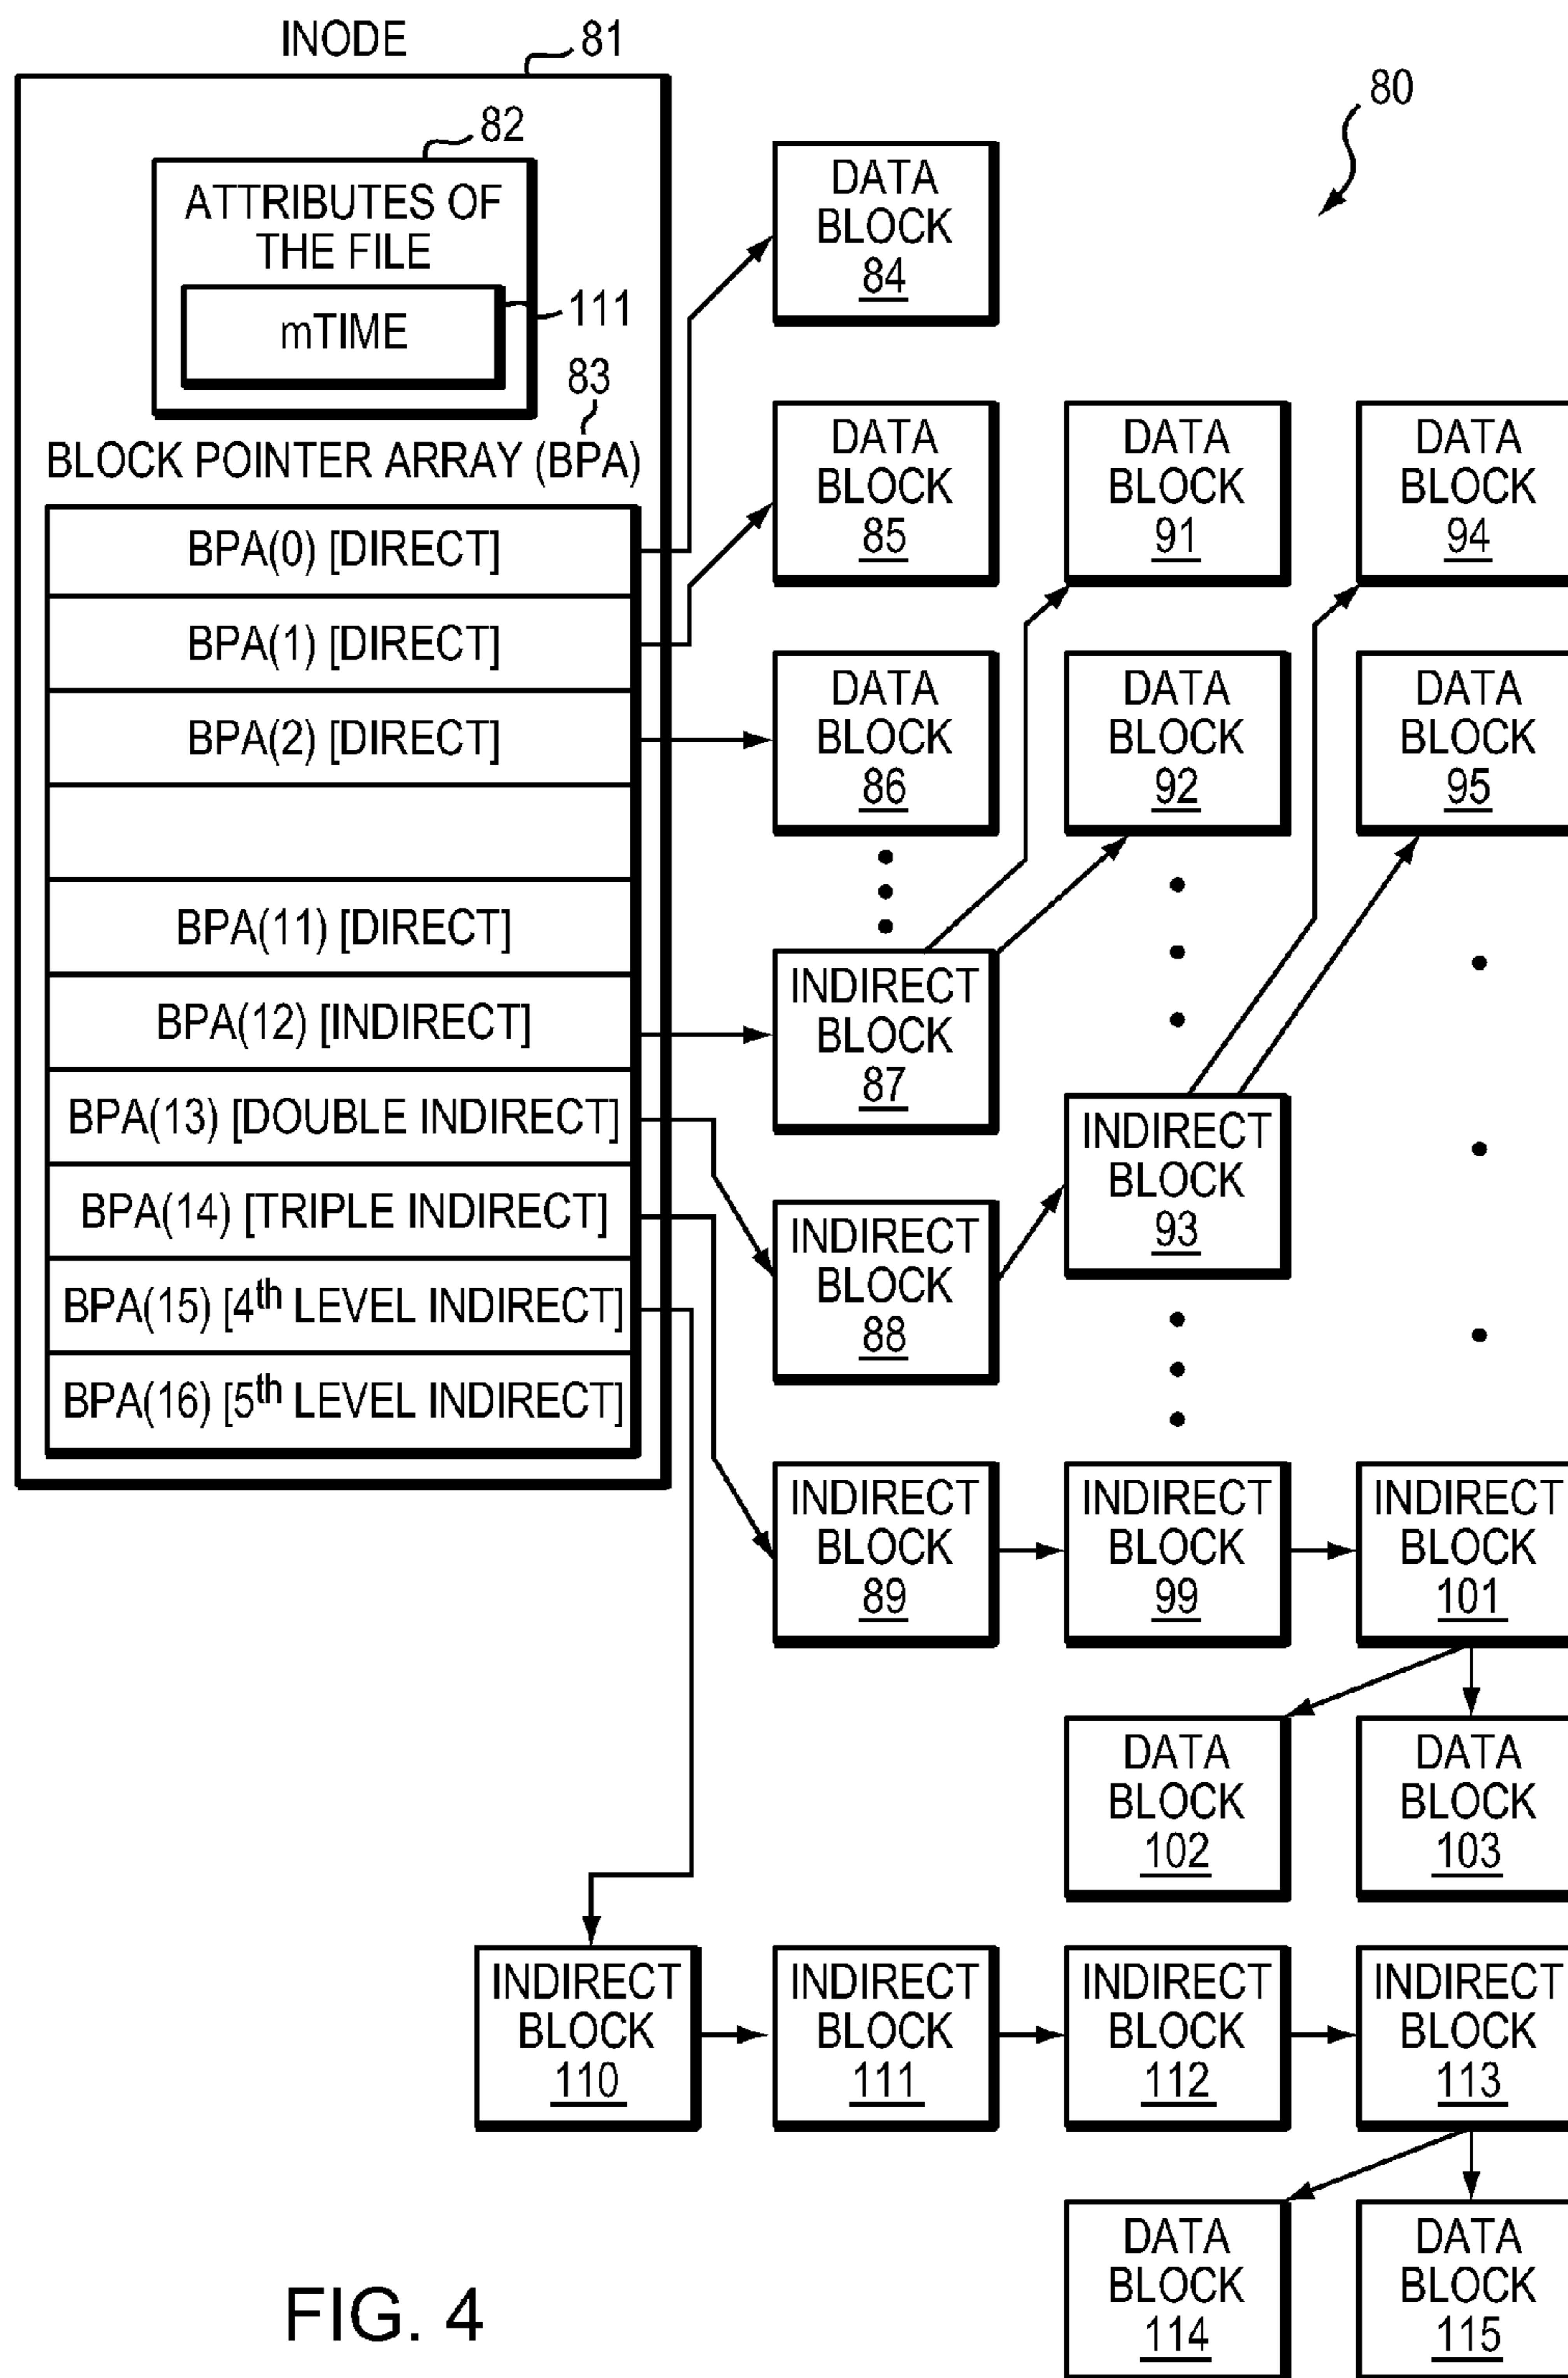 INODE
81
80
82
ATTRIBUTES OF
THE FILE
mTIME
111
83
BLOCK POINTER ARRAY (BPA)
BPA(0) [DIRECT]
BPA(1) [DIRECT]
BPA(2) [DIRECT]
BPA(11) [DIRECT]
BPA(12) [INDIRECT]
BPA(13) [DOUBLE INDIRECT]
BPA(14) [TRIPLE INDIRECT]
BPA(15) [4th LEVEL INDIRECT]
BPA(16) [5th LEVEL INDIRECT]
DATA
BLOCK
84
DATA
BLOCK
85
DATA
BLOCK
91
DATA
BLOCK
94
DATA
BLOCK
86
DATA
BLOCK
92
DATA
BLOCK
95
INDIRECT
BLOCK
87
INDIRECT
BLOCK
93
INDIRECT
BLOCK
88
INDIRECT
BLOCK
89
INDIRECT
BLOCK
99
INDIRECT
BLOCK
101
DATA
BLOCK
102
DATA
BLOCK
103
INDIRECT
BLOCK
110
INDIRECT
BLOCK
111
INDIRECT
BLOCK
112
INDIRECT
BLOCK
113
DATA
BLOCK
114
DATA
BLOCK
115
FIG. 4